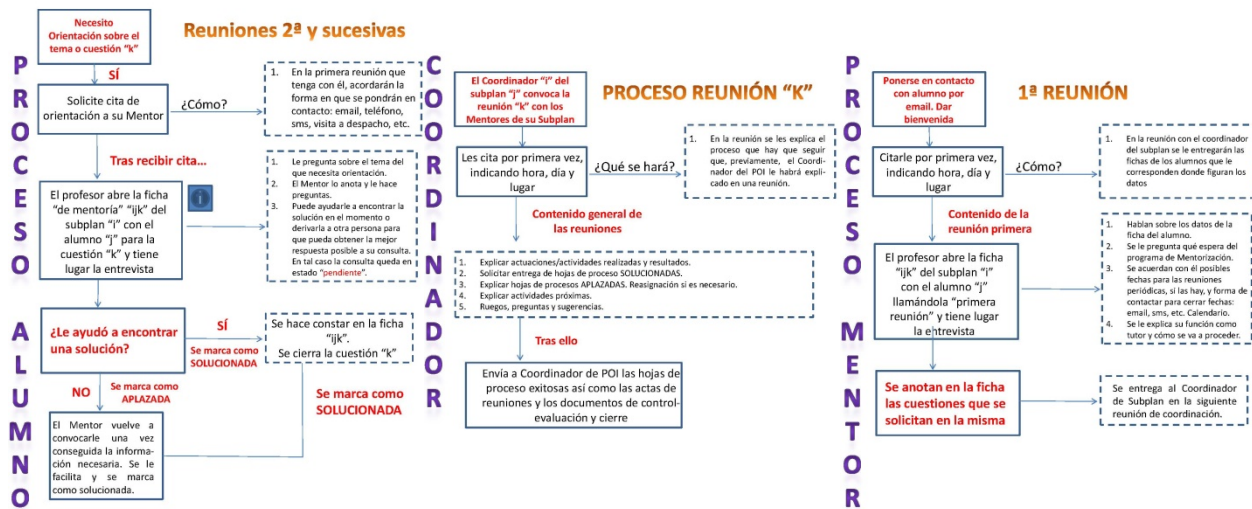 PROCESO ALUMNO
Necesito
Orientación sobre el
tema o cuestión “k”
Reuniones 2ª y sucesivas
SÍ
Solicite cita de
orientación a su Mentor
¿Cómo?
1. En la primera reunión que
tenga con él, acordarán la
forma en que se pondrán en
contacto: email, teléfono,
sms, visita a despacho, etc.
Tras recibir cita...
El profesor abre la ficha
“de mentoría” “ijk” del
subplan “i” con el
alumno “j” para la
cuestión “k” y tiene
lugar la entrevista
1. Le pregunta sobre el tema del
que necesita orientación.
2. El Mentor lo anota y le hace
preguntas.
3. Puede ayudarle a encontrar la
solución en el momento o
derivarla a otra persona para
que pueda obtener la mejor
respuesta posible a su consulta.
En tal caso la consulta queda en
estado “pendiente”.
¿Le ayudó a encontrar
una solución?
SÍ
Se marca como
SOLUCIONADA
Se hace constar en la ficha
“ijk”.
Se cierra la cuestión “k”
NO
Se marca como
APLAZADA
Se marca como
SOLUCIONADA
El Mentor vuelve a
convocarle una vez
conseguida la informa-
ción necesaria. Se le
facilita y se marca
como solucionada.
COORDINADOR
El Coordinador “i” del
subplan “j” convoca la
reunión “k” con los
Mentores de su Subplan
PROCESO REUNIÓN “K”
Les cita por primera vez,
indicando hora, día y
lugar
¿Qué se hará?
1. En la reunión se les explica el
proceso que hay que seguir
que, previamente, el Coordi-
nador del POI le habrá expli-
cado en una reunión.
Contenido general de
las reuniones
1. Explicar actuaciones/actividades realizadas y resultados.
2. Solicitar entrega de hojas de proceso SOLUCIONADAS.
3. Explicar hojas de procesos APLAZADAS. Reasignación si es necesario.
4. Explicar actividades próximas.
5. Ruegos, preguntas y sugerencias.
Tras ello
Envía a Coordinador de POI las hojas de
proceso exitosas así como las actas de
reuniones y los documentos de control-
evaluación y cierre
PROCESO MENTOR
Ponerse en contacto
con alumno por
email. Dar
bienvenida
1ª REUNIÓN
Citarle por primera vez,
indicando hora, día y
lugar
¿Cómo?
1. En la reunión con el coordinador
del subplan se le entregarán las
fichas de los alumnos que le
corresponden donde figuran los
datos
Contenido de la
reunión primera
El profesor abre la ficha
“ijk” del subplan “i”
con el alumno “j”
llamándola “primera
reunión” y tiene lugar
la entrevista
1. Hablan sobre los datos de la
ficha del alumno.
2. Se le pregunta qué espera del
programa de Mentorización.
3. Se acuerdan con él posibles
fechas para las reuniones
periódicas, sí las hay, y forma de
contactar para cerrar fechas:
email, sms, etc. Calendario.
4. Se le explica su función como
tutor y cómo se va a proceder.
Se anotan en la ficha
las cuestiones que se
solicitan en la misma
Se entrega al Coordinador
de Subplan en la siguiente
reunión de coordinación.